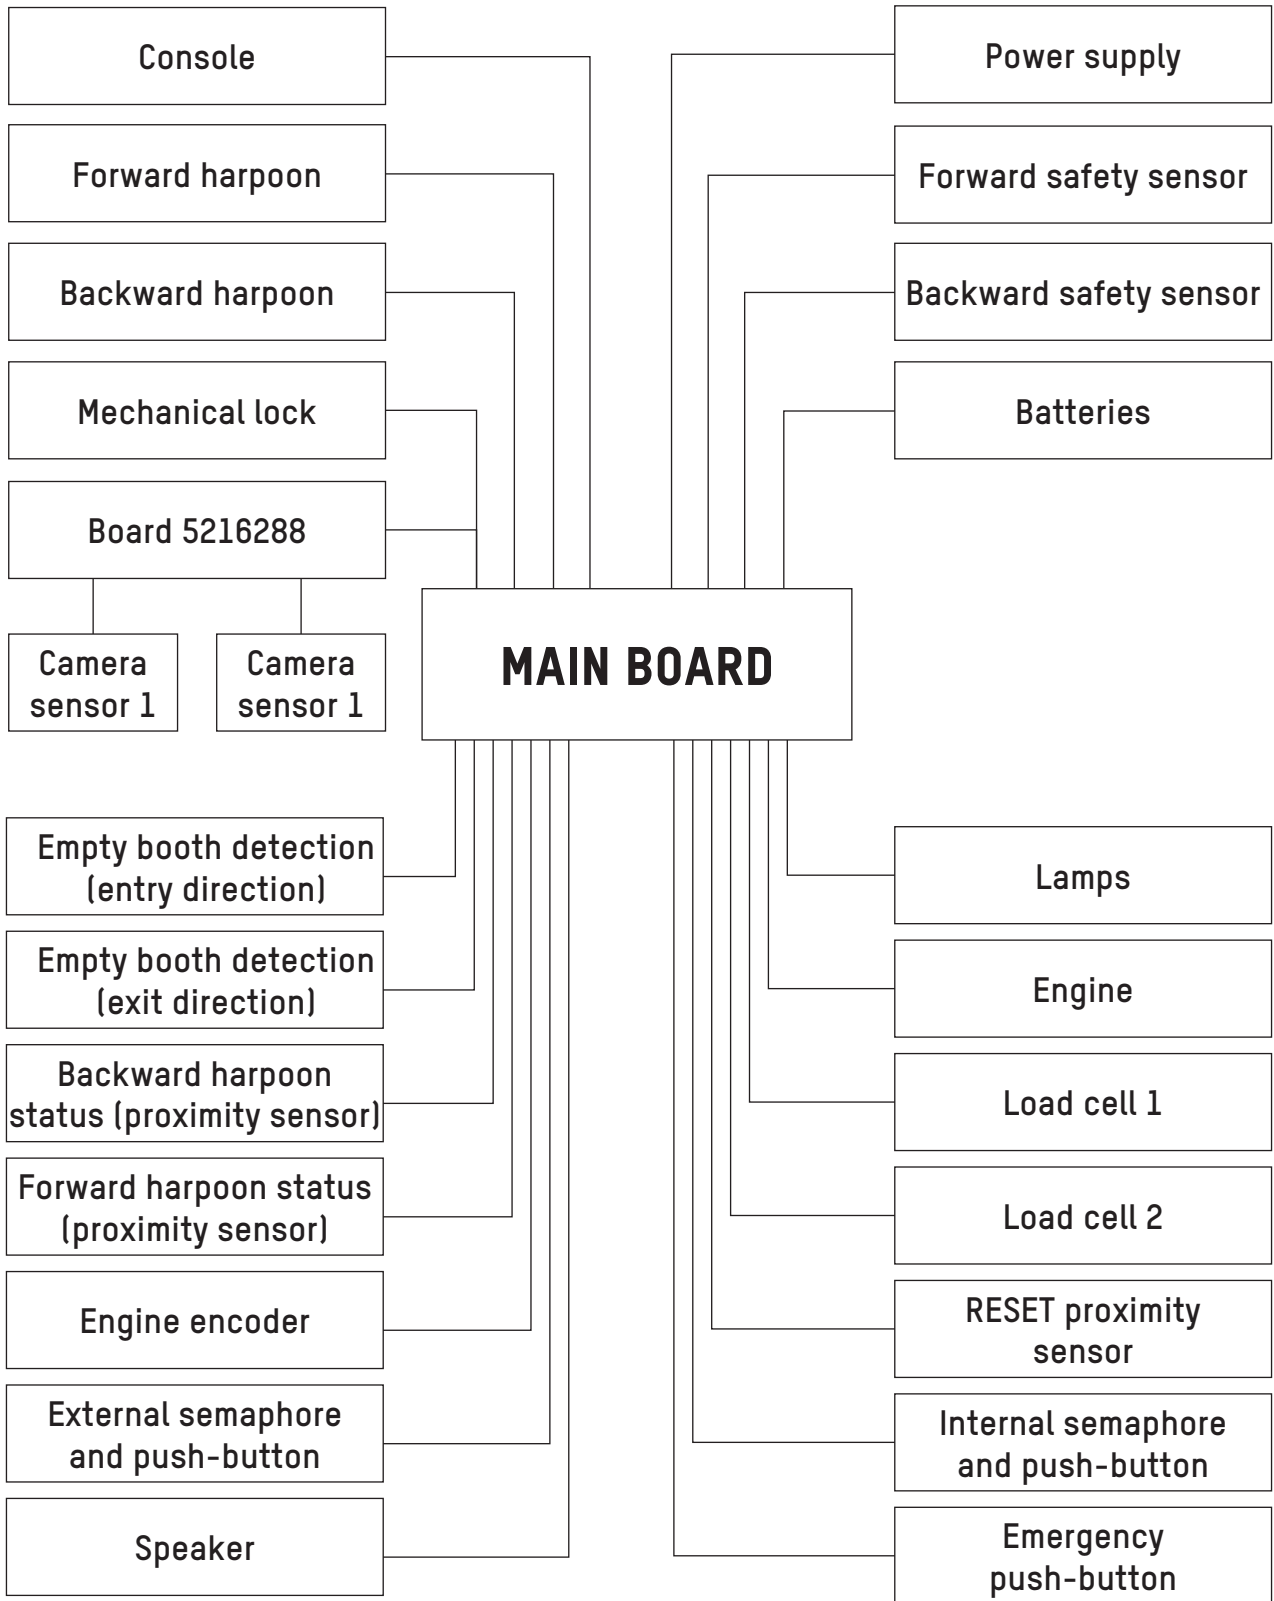 Console
Forward harpoon
Backward harpoon
Mechanical lock
Board 5216288
Camera
sensor 1
Camera
sensor 1
Power supply
Forward safety sensor
Backward safety sensor
Batteries
MAIN BOARD
Empty booth detection
(entry direction)
Empty booth detection
(exit direction)
Backward harpoon
status (proximity sensor)
Forward harpoon status
(proximity sensor)
Engine encoder
External semaphore
and push-button
Speaker
Lamps
Engine
Load cell 1
Load cell 2
RESET proximity
sensor
Internal semaphore
and push-button
Emergency
push-button